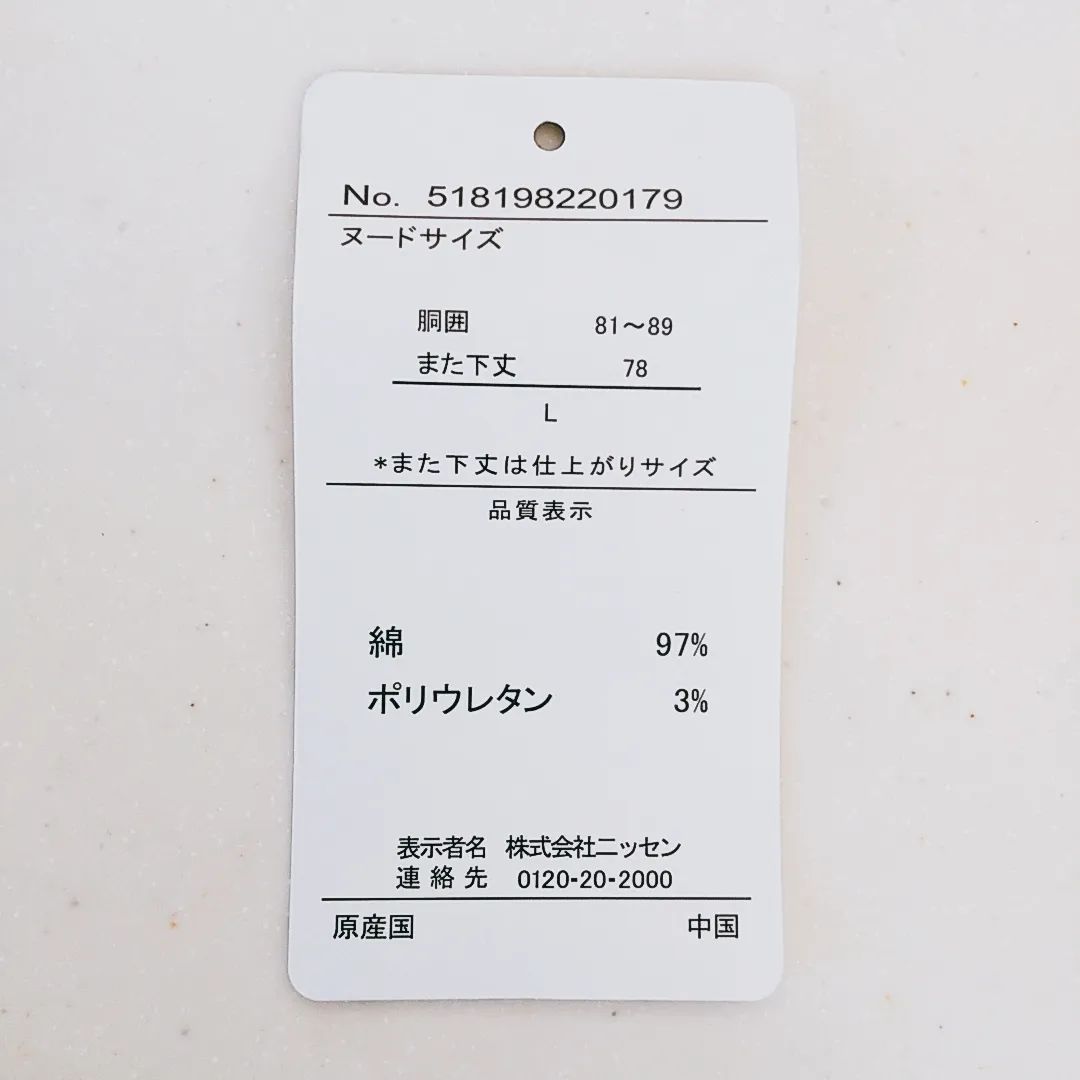 No. 518198220179
ヌードサイズ
胴囲 81～89
また下丈 78
L
*また下丈は仕上がりサイズ
品質表示
綿 97%
ポリウレタン 3%
表示者名 株式会社ニッセン
連絡先 0120-20-2000
原産国 中国